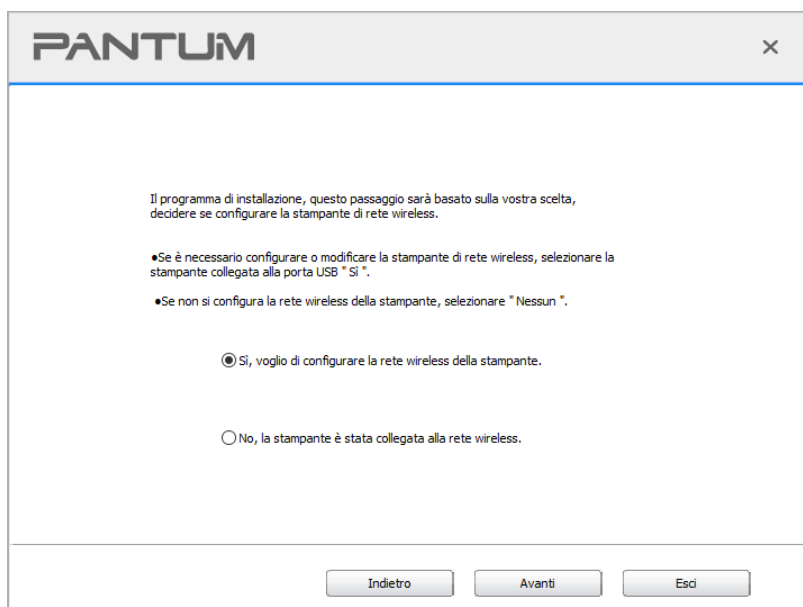 PANTUM
Il programma di installazione, questo passaggio sarà basato sulla vostra scelta,
decidere se configurare la stampante di rete wireless.
●Se è necessario configurare o modificare la stampante di rete wireless, selezionare la
stampante collegata alla porta USB " Sì ".
●Se non si configura la rete wireless della stampante, selezionare " Nessun ".
Sì, voglio di configurare la rete wireless della stampante.
No, la stampante è stata collegata alla rete wireless.
Indietro
Avanti
Esci